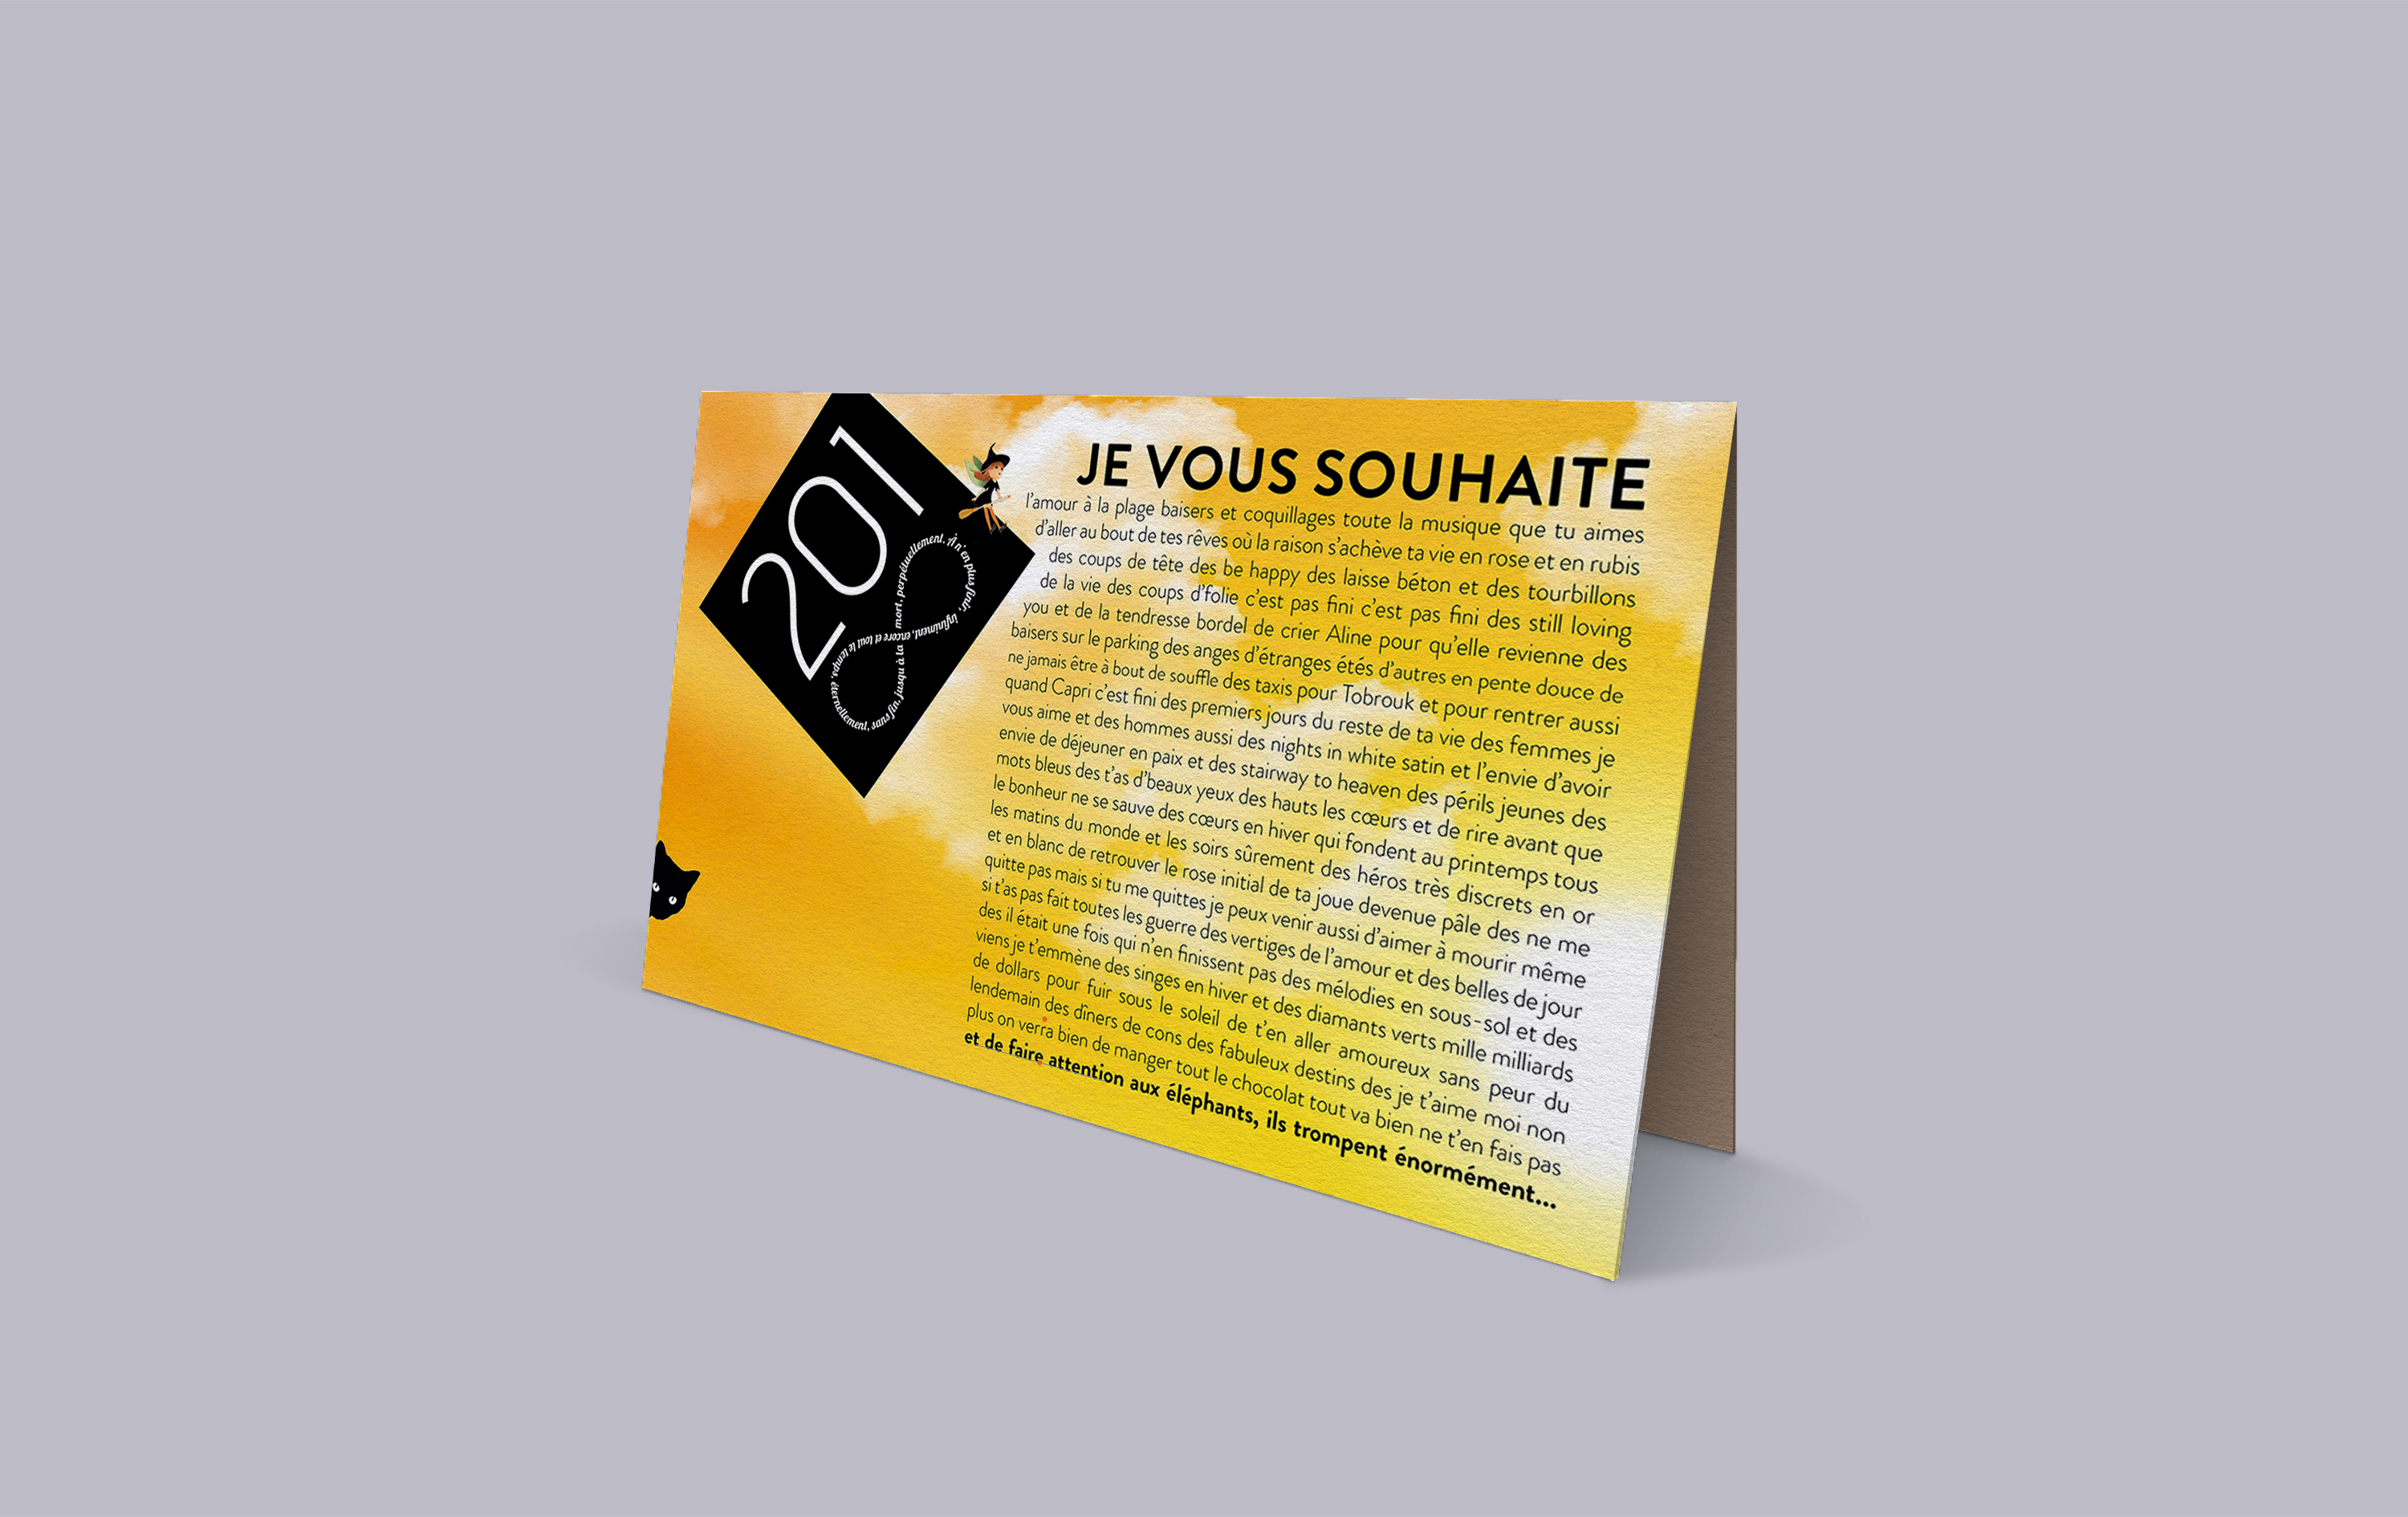 201
À n'en plus finir, infiniment, encore et tout le temps, éternellement, sans fin, jusqu'à la mort, perpétuellement.
JE VOUS SOUHAITE
l'amour à la plage baisers et coquillages toute la musique que tu aimes
d'aller au bout de tes rêves où la raison s'achève ta vie en rose et en rubis
des coups de tête des be happy des laisse béton et des tourbillons
de la vie des coups d'folie c'est pas fini c'est pas fini des still loving
you et de la tendresse bordel de crier Aline pour qu'elle revienne des
baisers sur le parking des anges d'étranges étés d'autres en pente douce de
ne jamais être à bout de souffle des taxis pour Tobrouk et pour rentrer aussi
quand Capri c'est fini des premiers jours du reste de ta vie des femmes je
vous aime et des hommes aussi des nights in white satin et l'envie d'avoir
envie de déjeuner en paix et des stairway to heaven des périls jeunes des
mots bleus des t'as d'beaux yeux des hauts les cœurs et de rire avant que
le bonheur ne se sauve des cœurs en hiver qui fondent au printemps tous
les matins du monde et les soirs sûrement des héros très discrets en or
et en blanc de retrouver le rose initial de ta joue devenue pâle des ne me
quitte pas mais si tu me quittes je peux venir aussi d'aimer à mourir même
si t'as pas fait toutes les guerre des vertiges de l'amour et des belles de jour
des il était une fois qui n'en finissent pas des mélodies en sous-sol et des
viens je t'emmène des singes en hiver et des diamants verts mille milliards
de dollars pour fuir sous le soleil de t'en aller amoureux sans peur du
lendemain des dîners de cons des fabuleux destins des je t'aime moi non
plus on verra bien de manger tout le chocolat tout va bien ne t'en fais pas
et de faire attention aux éléphants, ils trompent énormément...